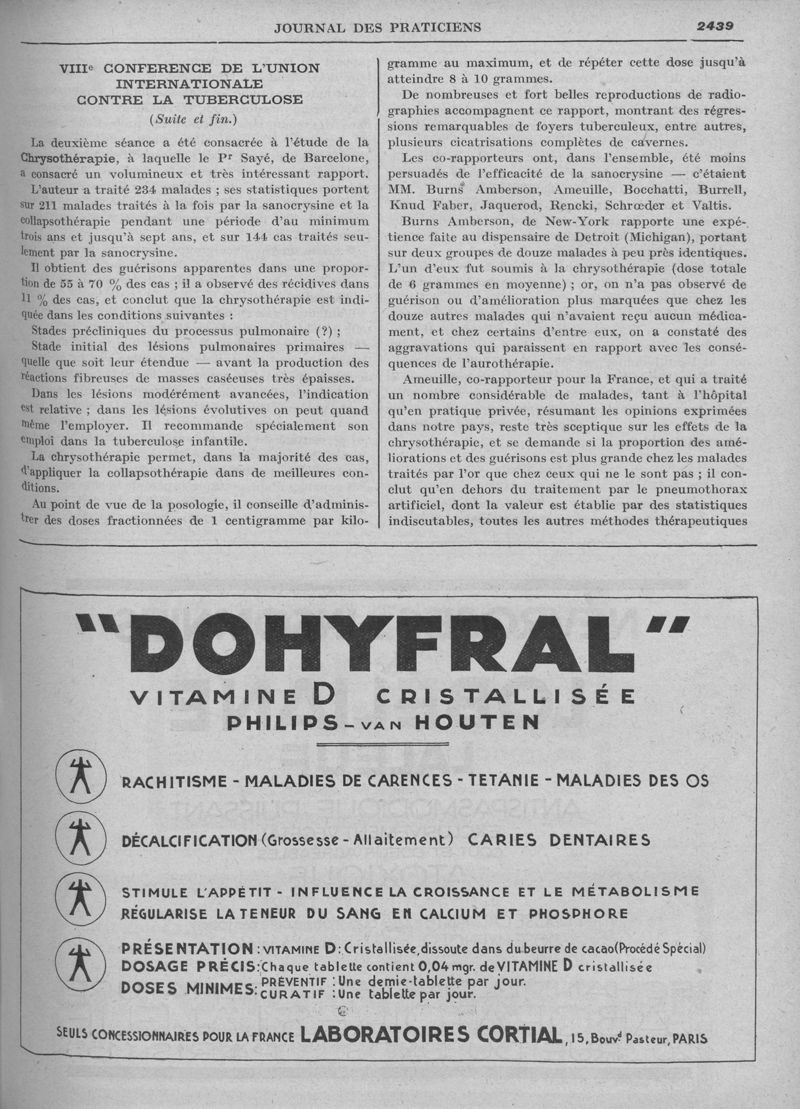 JOURNAL DES PRATICIENS
2439
VIIIe CONFERENCE DE L'UNION
INTERNATIONALE
CONTRE LA TUBERCULOSE
(Suite et fin.)
La deuxième séance a été consacrée à l'étude de la
Chrysothérapie, à laquelle le Pr Sayé, de Barcelone,
a consacré un volumineux et très intéressant rapport.
L'auteur a traité 234 malades ; ses statistiques portent
sur 211 malades traités à la fois par la sanocrysine et la
collapsothérapie pendant une période d'au minimum
trois ans et jusqu'à sept ans, et sur 144 cas traités seu-
lement par la sanocrysine.
Il obtient des guérisons apparentes dans une propor-
tion de 55 à 70 % des cas ; il a observé des récidives dans
11 % des cas, et conclut que la chrysothérapie est indi-
quée dans les conditions suivantes :
Stades précliniques du processus pulmonaire (?) ;
Stade initial des lésions pulmonaires primaires —
quelle que soit leur étendue — avant la production des
réactions fibreuses de masses caséeuses très épaisses.
Dans les lésions modérément avancées, l'indication
est relative ; dans les lésions évolutives on peut quand
même l'employer. Il recommande spécialement son
emploi dans la tuberculose infantile.
La chrysothérapie permet, dans la majorité des cas,
d'appliquer la collapsothérapie dans de meilleures con-
ditions.
Au point de vue de la posologie, il conseille d'adminis-
trer des doses fractionnées de 1 centigramme par kilo-
gramme au maximum, et de répéter cette dose jusqu'à
atteindre 8 à 10 grammes.
De nombreuses et fort belles reproductions de radio-
graphies accompagnent ce rapport, montrant des régres-
sions remarquables de foyers tuberculeux, entre autres,
plusieurs cicatrisations complètes de cavernes.
Les co-rapporteurs ont, dans l'ensemble, été moins
persuadés de l'efficacité de la sanocrysine — c'étaient
MM. Burns Amberson, Ameuille, Bocchatti, Burrell,
Knud Faber, Jaquerod, Rencki, Schrœder et Valtis.
Burns Amberson, de New-York rapporte une expé-
tience faite au dispensaire de Detroit (Michigan), portant
sur deux groupes de douze malades à peu près identiques.
L'un d'eux fut soumis à la chrysothérapie (dose totale
de 6 grammes en moyenne) ; or, on n'a pas observé de
guérison ou d'amélioration plus marquées que chez les
douze autres malades qui n'avaient reçu aucun médica-
ment, et chez certains d'entre eux, on a constaté des
aggravations qui paraissent en rapport avec les consé-
quences de l'aurothérapie.
Ameuille, co-rapporteur pour la France, et qui a traité
un nombre considérable de malades, tant à l'hôpital
qu'en pratique privée, résumant les opinions exprimées
dans notre pays, reste très sceptique sur les effets de la
chrysothérapie, et se demande si la proportion des amé-
liorations et des guérisons est plus grande chez les malades
traités par l'or que chez ceux qui ne le sont pas ; il con-
clut qu'en dehors du traitement par le pneumothorax
artificiel, dont la valeur est établie par des statistiques
indiscutables, toutes les autres méthodes thérapeutiques
"DOHYFRAL"
VITAMINE D CRISTALLISÉE
PHILIPS-VAN HOUTEN
RACHITISME - MALADIES DE CARENCES - TETANIE - MALADIES DES OS
DÉCALCIFICATION (Grossesse - Allaitement) CARIES DENTAIRES
STIMULE L'APPÉTIT - INFLUENCE LA CROISSANCE ET LE MÉTABOLISME
RÉGULARISE LA TENEUR DU SANG EN CALCIUM ET PHOSPHORE
PRÉSENTATION : VITAMINE D : Cristallisée, dissoute dans du beurre de cacao (Procédé Spécial)
DOSAGE PRÉCIS : Chaque tablette contient 0,04 mgr. de VITAMINE D cristallisée
DOSES MINIMES : PRÉVENTIF : Une demie-tablette par jour.
CURATIF : Une tablette par jour.
SEULS CONCESSIONNAIRES POUR LA FRANCE LABORATOIRES CORTIAL, 15, Bouv.d Pasteur, PARIS